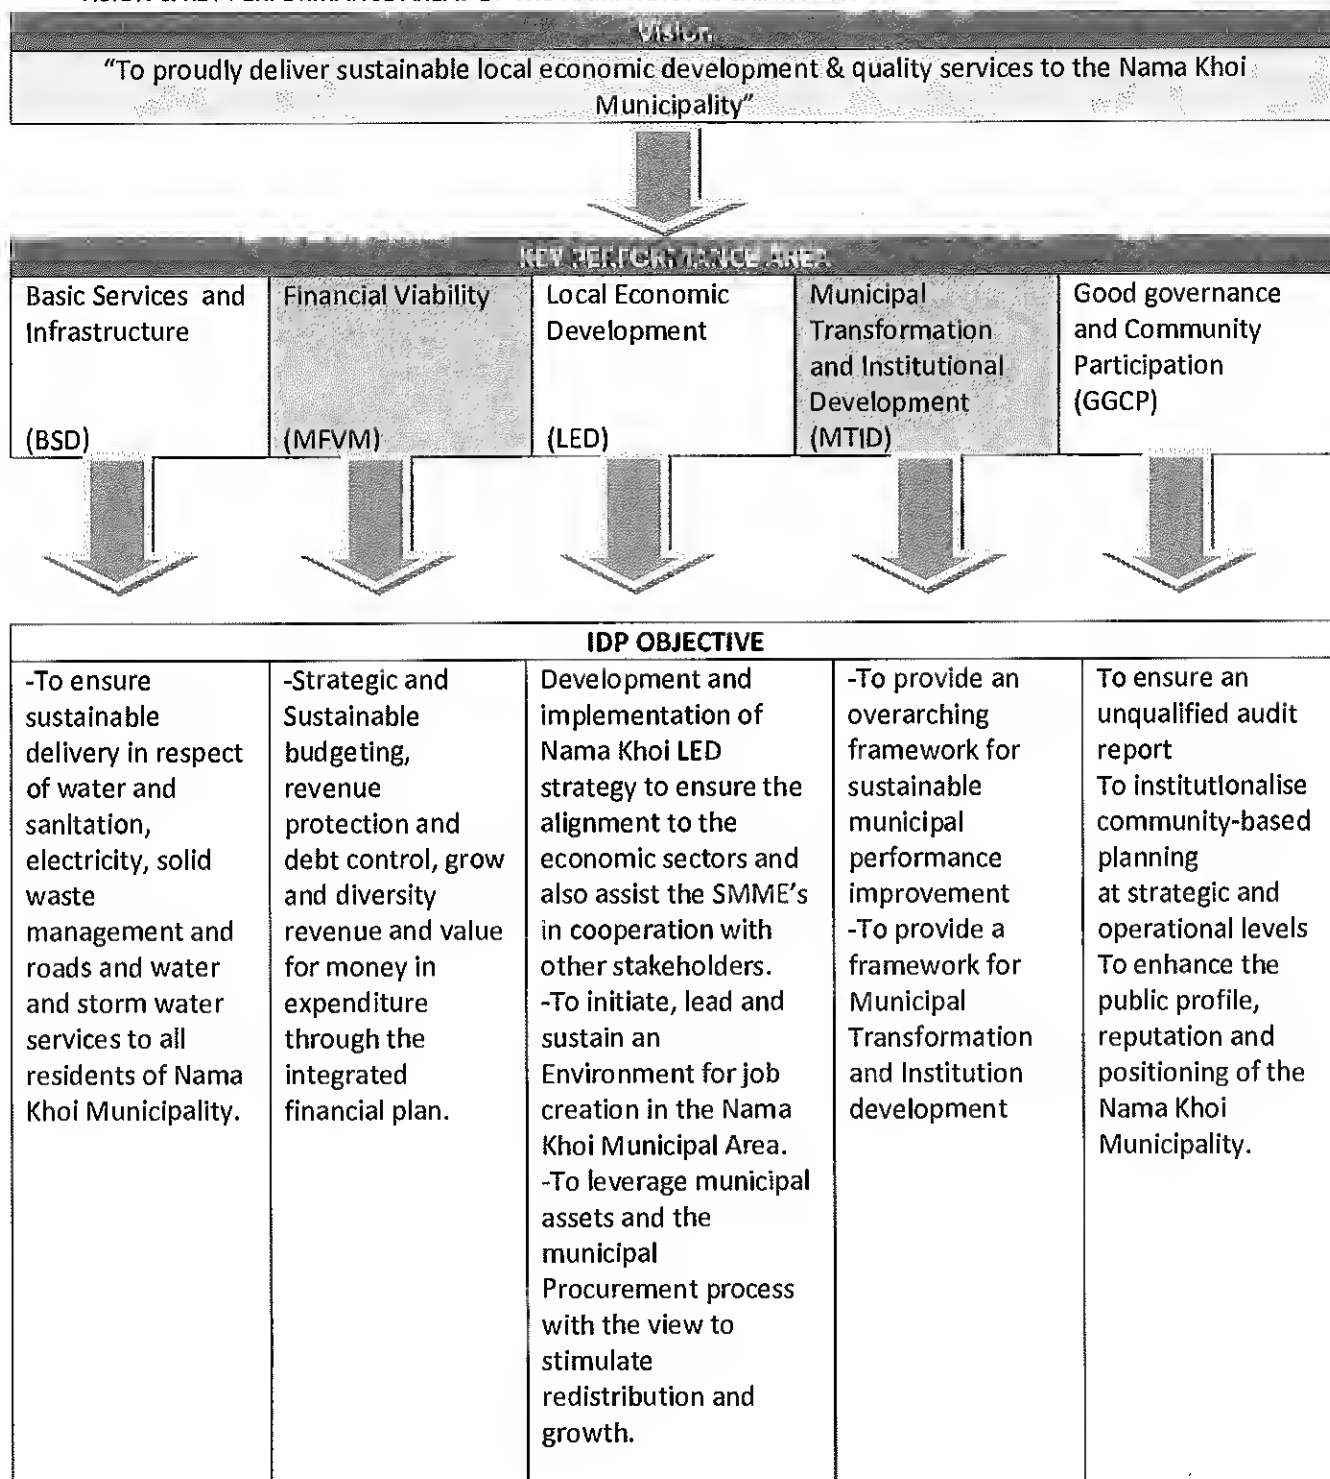 Vision
"To proudly deliver sustainable local economic development & quality services to the Nama Khoi
Municipality"
KEY PERFORMANCE AREA
Basic Services and
Infrastructure
(BSD)
Financial Viability
(MFVM)
Local Economic
Development
(LED)
Municipal
Transformation
and Institutional
Development
(MTID)
Good governance
and Community
Participation
(GGCP)
IDP OBJECTIVE
-To ensure
sustainable
delivery in respect
of water and
sanitation,
electricity, solid
waste
management and
roads and water
and storm water
services to all
residents of Nama
Khoi Municipality.
-Strategic and
Sustainable
budgeting,
revenue
protection and
debt control, grow
and diversity
revenue and value
for money in
expenditure
through the
integrated
financial plan.
Development and
implementation of
Nama Khoi LED
strategy to ensure the
alignment to the
economic sectors and
also assist the SMME's
in cooperation with
other stakeholders.
-To initiate, lead and
sustain an
Environment for job
creation in the Nama
Khoi Municipal Area.
-To leverage municipal
assets and the
municipal
Procurement process
with the view to
stimulate
redistribution and
growth.
-To provide an
overarching
framework for
sustainable
municipal
performance
improvement
-To provide a
framework for
Municipal
Transformation
and Institution
development
To ensure an
unqualified audit
report
To institutionalise
community-based
planning
at strategic and
operational levels
To enhance the
public profile,
reputation and
positioning of the
Nama Khoi
Municipality.